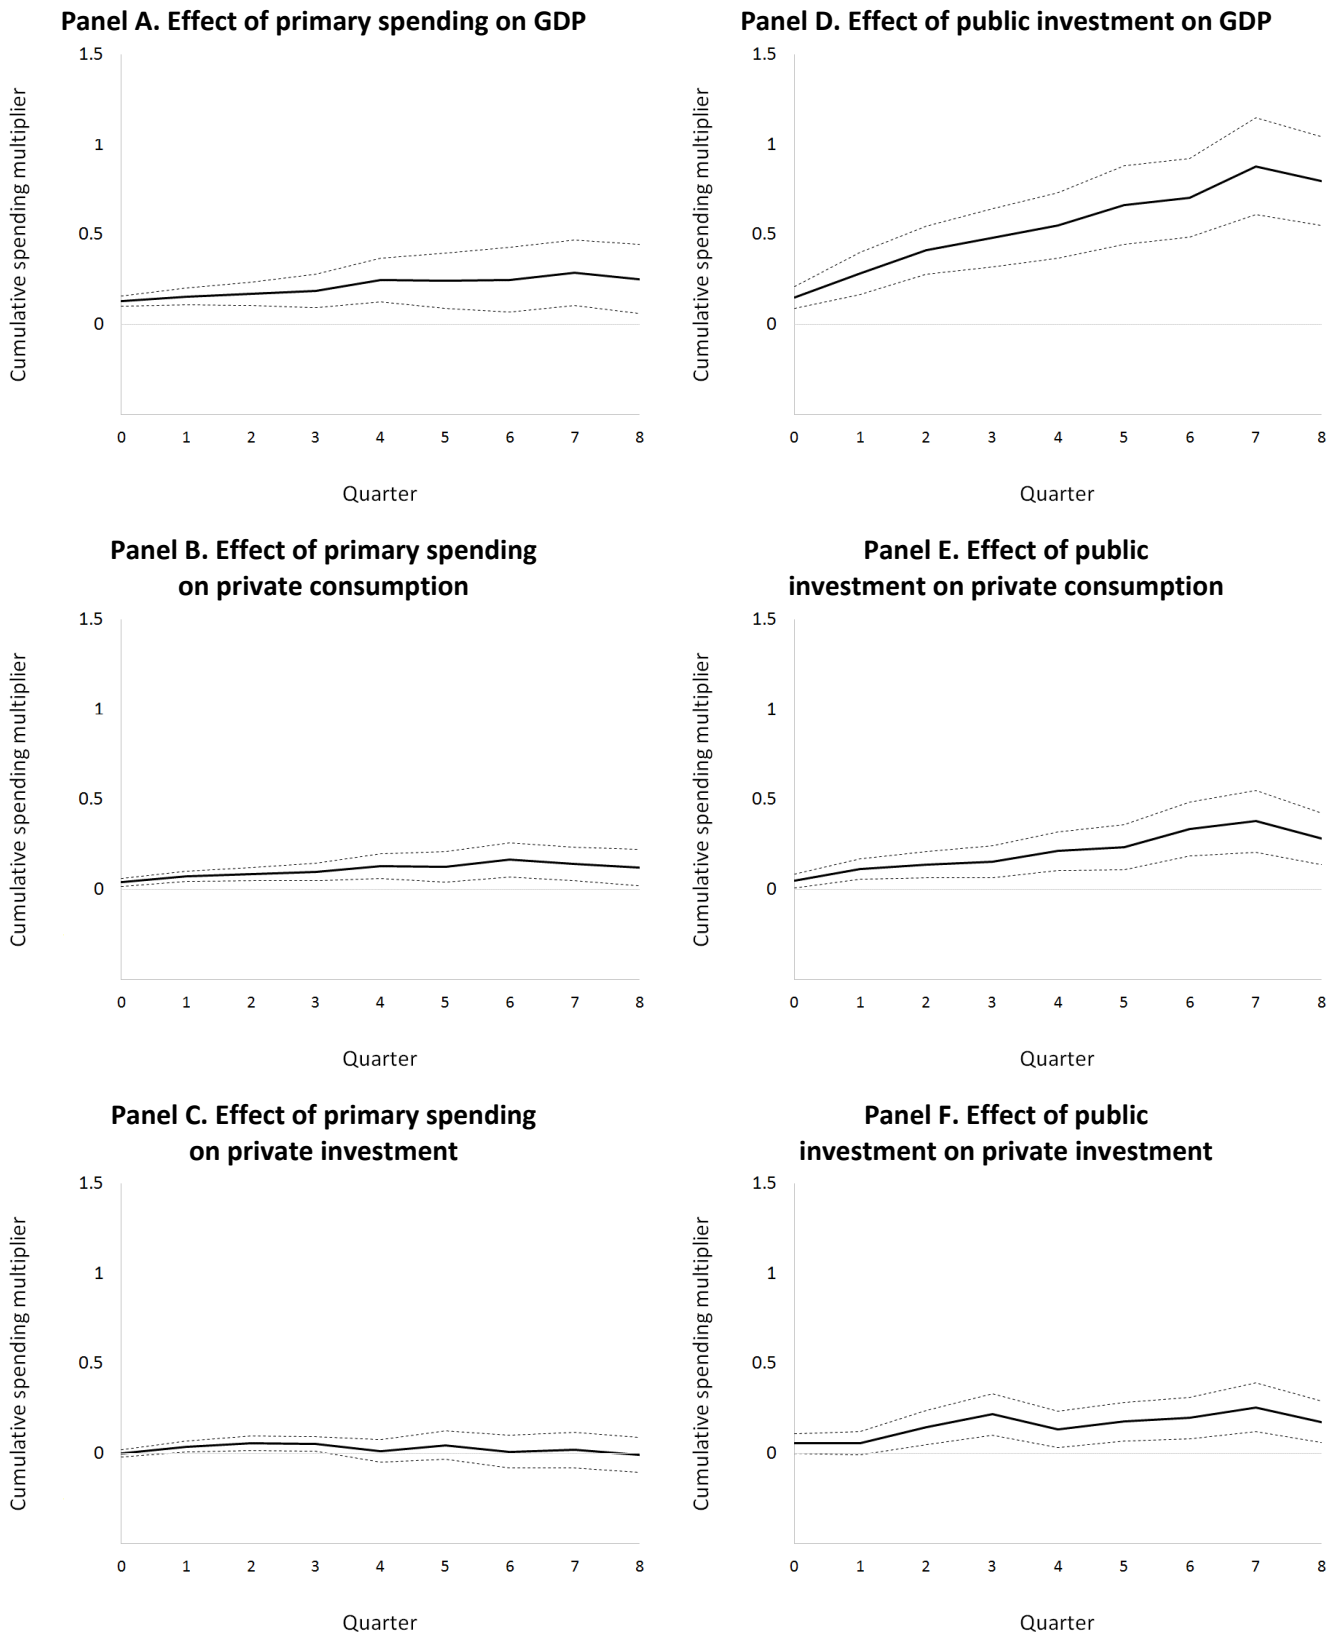 Panel A. Effect of primary spending on GDP
Cumulative spending multiplier
1.5
1
0.5
0
0 1 2 3 4 5 6 7 8
Quarter
Panel D. Effect of public investment on GDP
Cumulative spending multiplier
1.5
1
0.5
0
0 1 2 3 4 5 6 7 8
Quarter
Panel B. Effect of primary spending
on private consumption
Cumulative spending multiplier
1.5
1
0.5
0
0 1 2 3 4 5 6 7 8
Quarter
Panel E. Effect of public
investment on private consumption
Cumulative spending multiplier
1.5
1
0.5
0
0 1 2 3 4 5 6 7 8
Quarter
Panel C. Effect of primary spending
on private investment
Cumulative spending multiplier
1.5
1
0.5
0
0 1 2 3 4 5 6 7 8
Quarter
Panel F. Effect of public
investment on private investment
Cumulative spending multiplier
1.5
1
0.5
0
0 1 2 3 4 5 6 7 8
Quarter